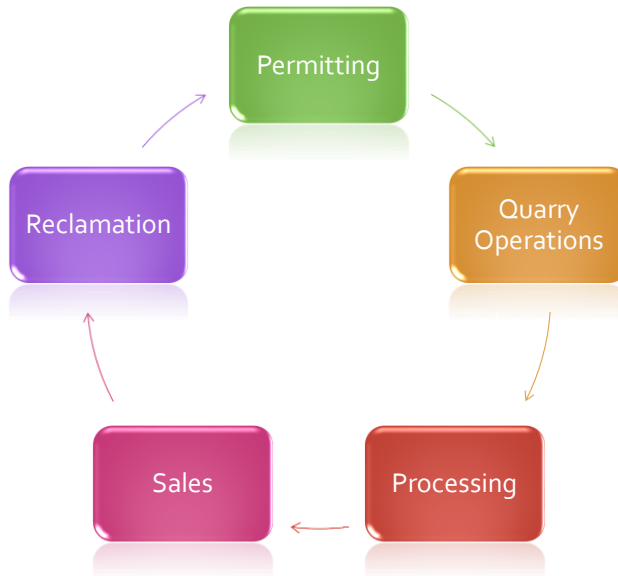 Permitting
Reclamation
Quarry
Operations
Sales
Processing